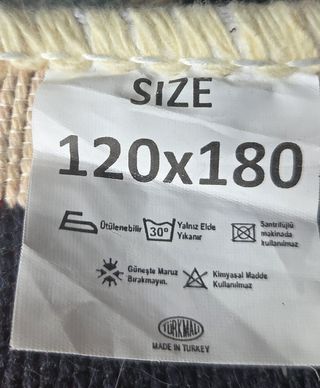 SIZE
120x180
Ütülenebilir
30°
Yalnız Elde
Yıkanır
Santrifüjlü
makinada
kullanılmaz
Güneşte Maruz
Bırakmayın.
Kimyasal Madde
Kullanılmaz
TÜRKMALI
MADE IN TURKEY